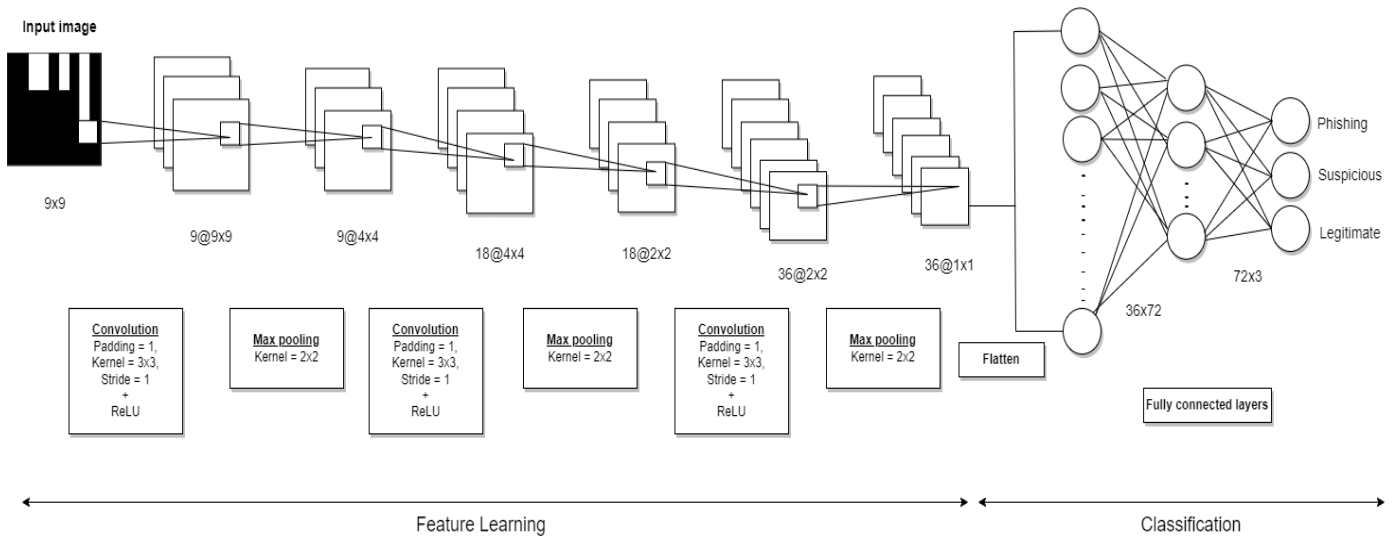 Input image
9x9
9@9x9
9@4x4
18@4x4
18@2x2
36@2x2
36@1x1
36x72
72x3
Phishing
Suspicious
Legitimate
Convolution
Padding = 1,
Kernel = 3x3,
Stride = 1
+
ReLU
Max pooling
Kernel = 2x2
Convolution
Padding = 1,
Kernel = 3x3,
Stride = 1
+
ReLU
Max pooling
Kernel = 2x2
Convolution
Padding = 1,
Kernel = 3x3,
Stride = 1
+
ReLU
Max pooling
Kernel = 2x2
Flatten
Fully connected layers
Feature Learning
Classification